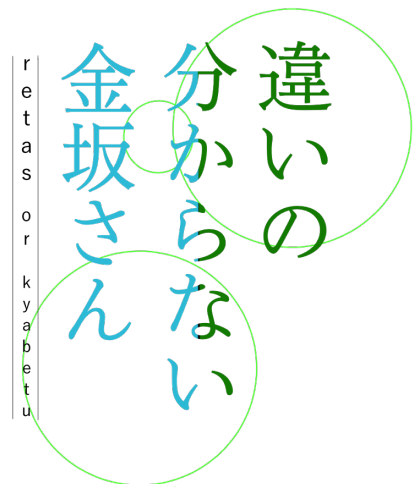 違いの
分からない
金坂さん
retas or kyabetu